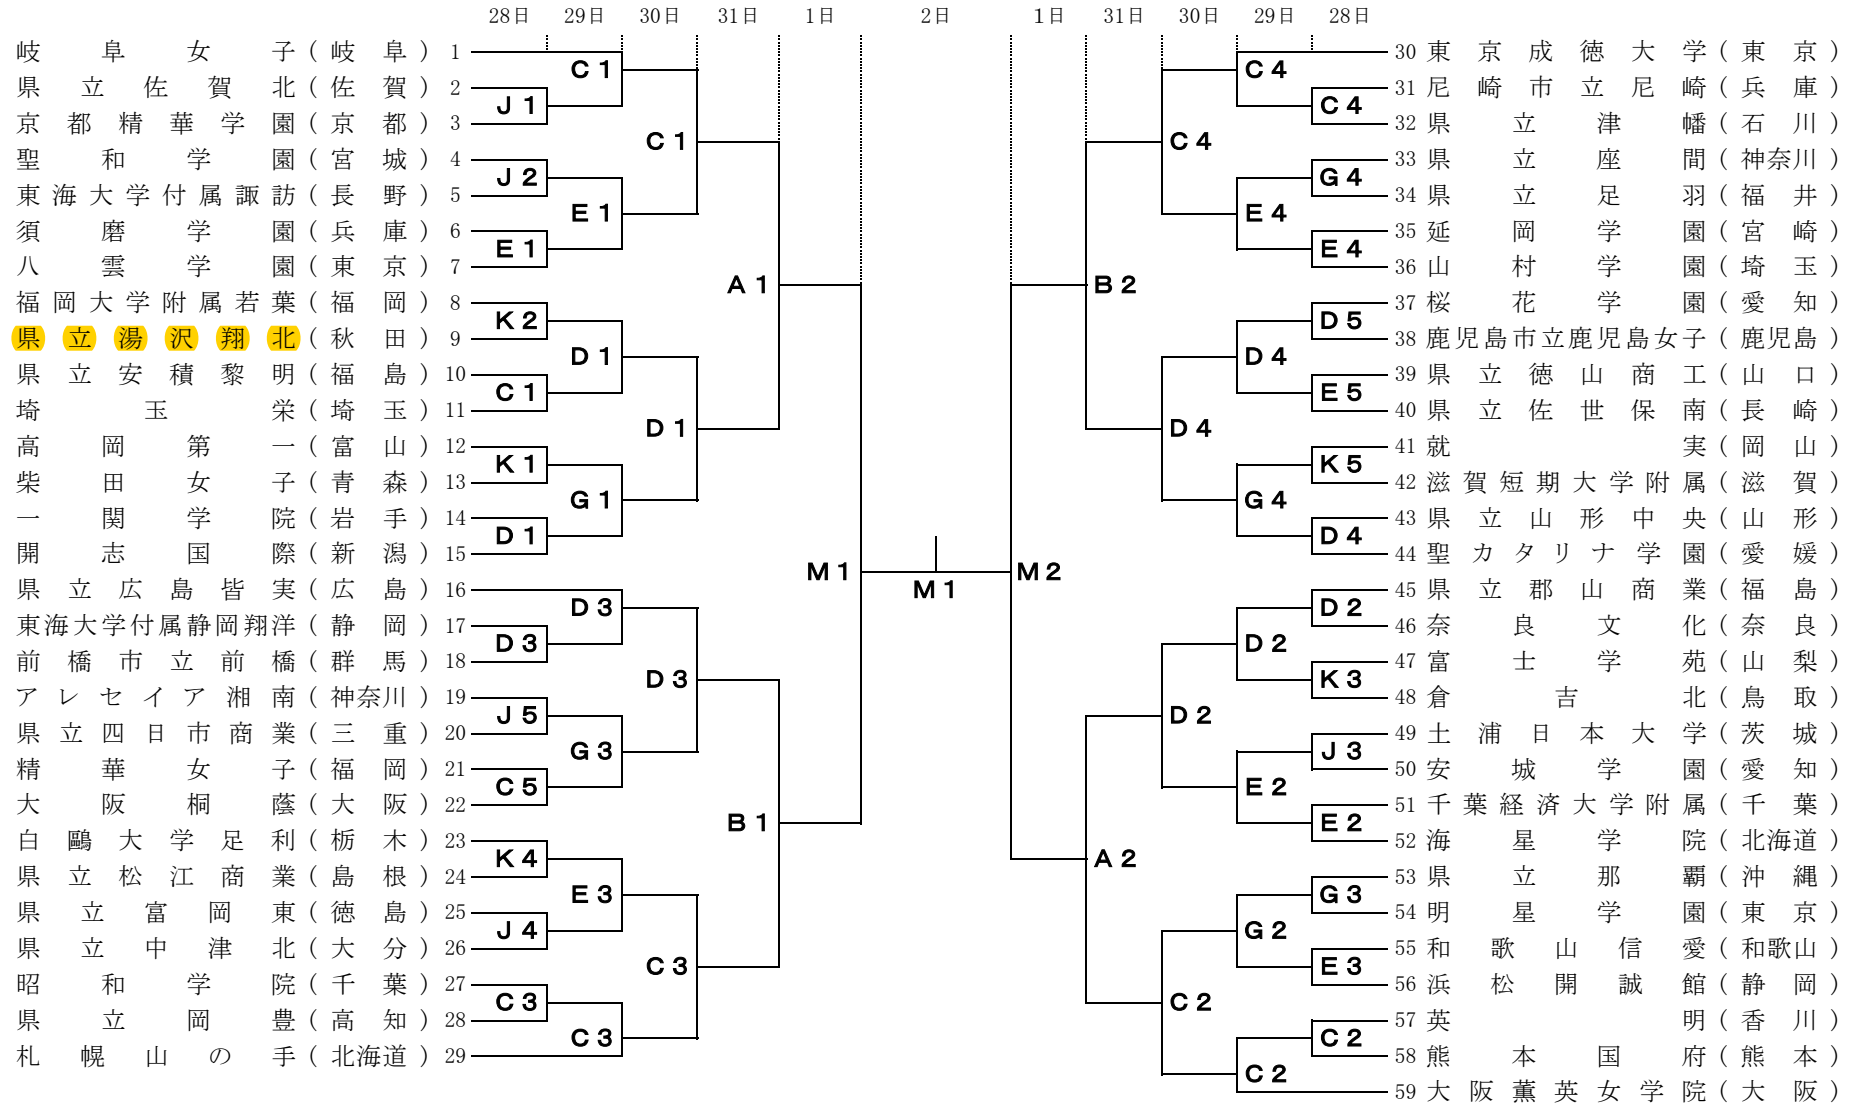 28日 29日 30日 31日 1日 2日 1日 31日 30日 29日 28日
岐阜女子(岐阜) 1
県立佐賀北(佐賀) 2
京都精華学園(京都) 3
聖和学園(宮城) 4
東海大学付属諏訪(長野) 5
須磨学園(兵庫) 6
八雲学園(東京) 7
福岡大学附属若葉(福岡) 8
県立湯沢翔北(秋田) 9
県立安積黎明(福島) 10
埼玉栄(埼玉) 11
高岡第一(富山) 12
柴田女子(青森) 13
一関学院(岩手) 14
開志国際(新潟) 15
県立広島皆実(広島) 16
東海大学付属静岡翔洋(静岡) 17
前橋市立前橋(群馬) 18
アレセイア湘南(神奈川) 19
県立四日市商業(三重) 20
精華女子(福岡) 21
大阪桐蔭(大阪) 22
白鷗大学足利(栃木) 23
県立松江商業(島根) 24
県立富岡東(徳島) 25
県立中津北(大分) 26
昭和学院(千葉) 27
県立岡豊(高知) 28
札幌山の手(北海道) 29
J1
J2
E1
K2
C1
K1
D1
D3
J5
C5
K4
J4
C3
C1
E1
D1
G1
D3
G3
E3
C3
C1
D1
D3
C3
A1
B1
M1
M1
M2
B2
A2
C4
D4
D2
C2
C4
E4
D4
G4
D2
E2
G2
C2
C4
G4
E4
D5
E5
K5
D4
D2
K3
J3
E2
G3
E3
C2
30 東京成徳大学(東京)
31 尼崎市立尼崎(兵庫)
32 県立津幡(石川)
33 県立座間(神奈川)
34 県立足羽(福井)
35 延岡学園(宮崎)
36 山村学園(埼玉)
37 桜花学園(愛知)
38 鹿児島市立鹿児島女子(鹿児島)
39 県立徳山商工(山口)
40 県立佐世保南(長崎)
41 就実(岡山)
42 滋賀短期大学附属(滋賀)
43 県立山形中央(山形)
44 聖カタリナ学園(愛媛)
45 県立郡山商業(福島)
46 奈良文化(奈良)
47 富士学苑(山梨)
48 倉吉北(鳥取)
49 土浦日本大学(茨城)
50 安城学園(愛知)
51 千葉経済大学附属(千葉)
52 海星学院(北海道)
53 県立那覇(沖縄)
54 明星学園(東京)
55 和歌山信愛(和歌山)
56 浜松開誠館(静岡)
57 英明(香川)
58 熊本国府(熊本)
59 大阪薫英女学院(大阪)